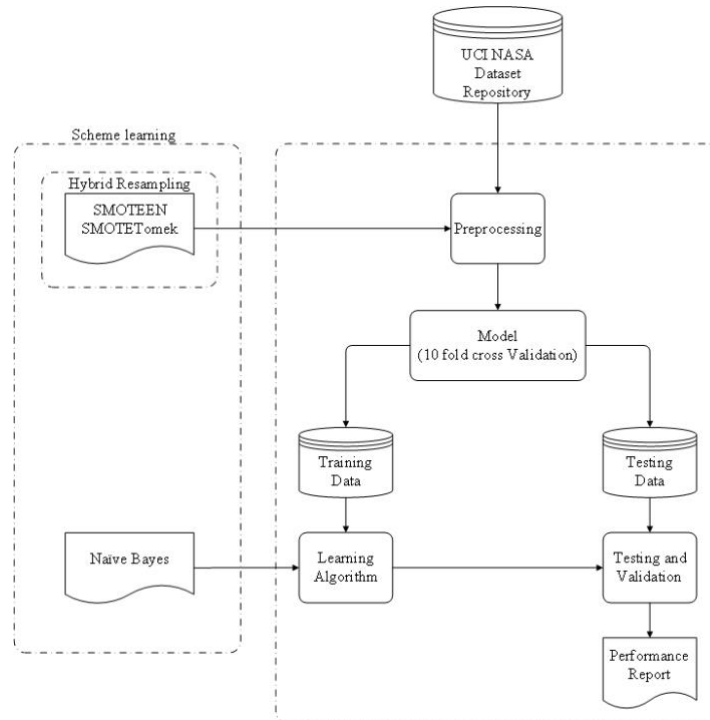 UCI NASA
Dataset
Repository
Scheme learning
Hybrid Resampling
SMOTEEN
SMOTETomek
Preprocessing
Model
(10 fold cross Validation)
Training
Data
Testing
Data
Naïve Bayes
Learning
Algorithm
Testing and
Validation
Performance
Report